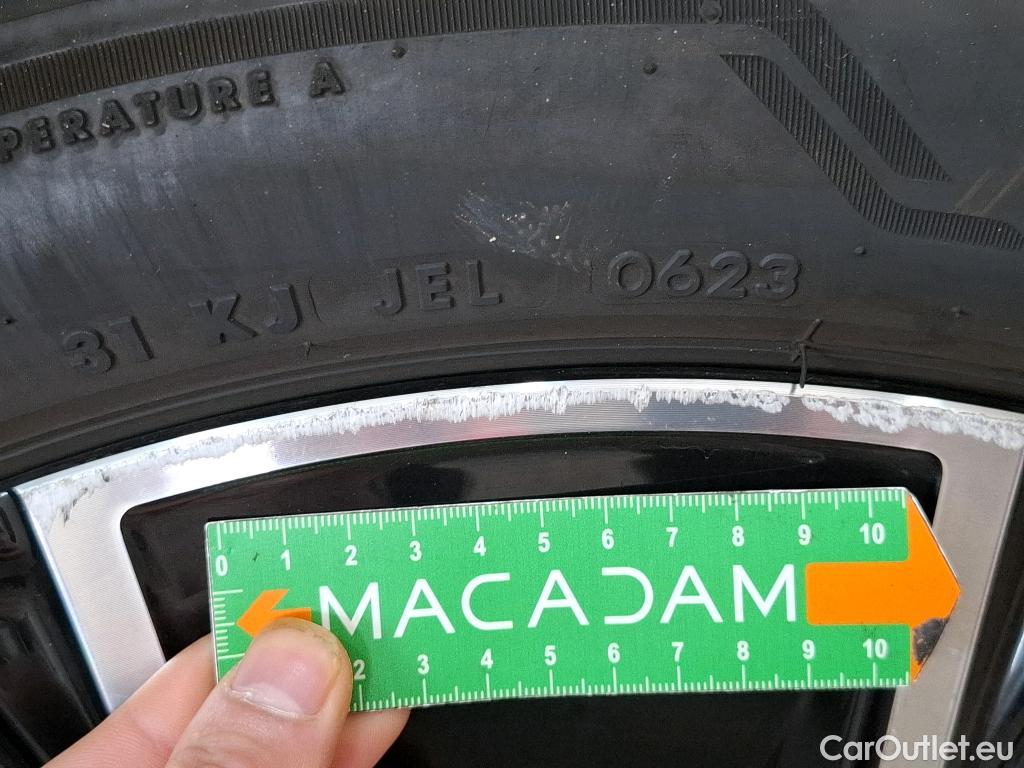 PERATURE A
31 KJ JEL 0623
0 1 2 3 4 5 6 7 8 9 10
MACADAM
2 3 4 5 6 7 8 9 10
CarOutlet.eu